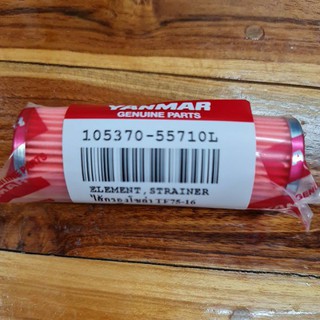 YANMAR
GENUINE PARTS
105370-55710L
ELEMENT, STRAINER
ไส้กรองโซล่า TF75-16